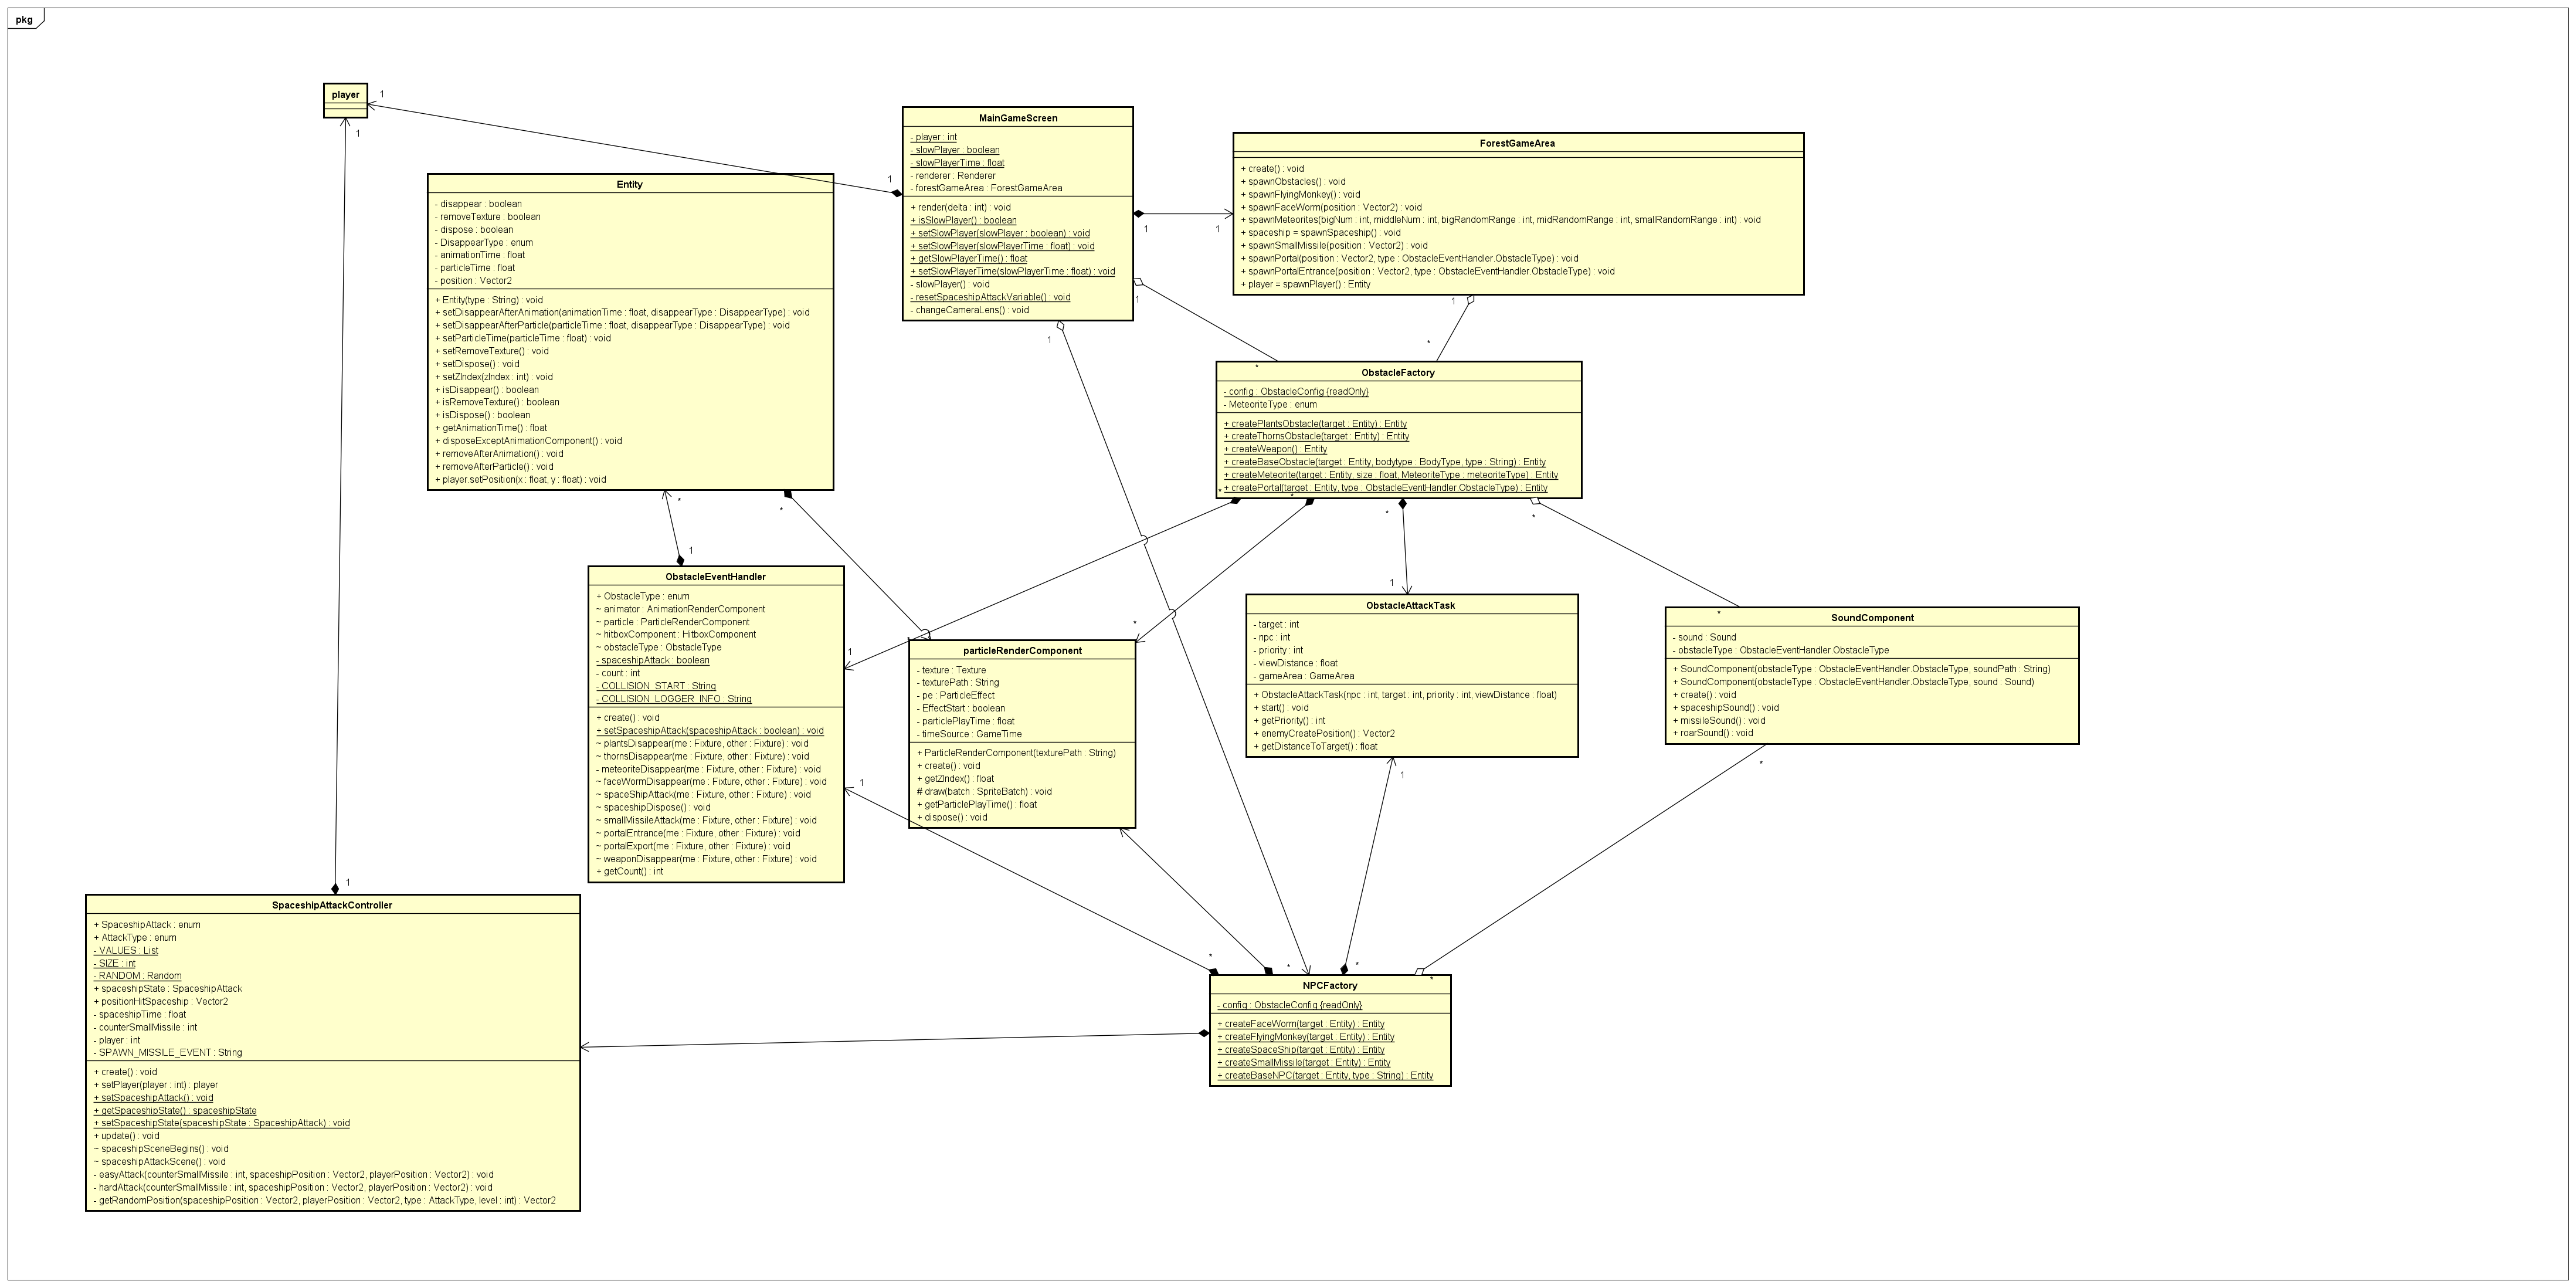 pkg
player
1
1
1
1
MainGameScreen
- player : int
- slowPlayer : boolean
- slowPlayerTime : float
- renderer : Renderer
- forestGameArea : ForestGameArea
+ render(delta : int) : void
+ isSlowPlayer() : boolean
+ setSlowPlayer(slowPlayer : boolean) : void
+ setSlowPlayer(slowPlayerTime : float) : void
+ getSlowPlayerTime() : float
+ setSlowPlayerTime(slowPlayerTime : float) : void
- slowPlayer() : void
- resetSpaceshipAttackVariable() : void
- changeCameraLens() : void
1
1
1
1
ForestGameArea
+ create() : void
+ spawnObstacles() : void
+ spawnFlyingMonkey() : void
+ spawnFaceWorm(position : Vector2) : void
+ spawnMeteorites(bigNum : int, middleNum : int, bigRandomRange : int, midRandomRange : int, smallRandomRange : int) : void
+ spaceship = spawnSpaceship() : void
+ spawnSmallMissile(position : Vector2) : void
+ spawnPortal(position : Vector2, type : ObstacleEventHandler.ObstacleType) : void
+ spawnPortalEntrance(position : Vector2, type : ObstacleEventHandler.ObstacleType) : void
+ player = spawnPlayer() : Entity
1
*
*
Entity
- disappear : boolean
- removeTexture : boolean
- dispose : boolean
- DisappearType : enum
- animationTime : float
- particleTime : float
- position : Vector2
+ Entity(type : String) : void
+ setDisappearAfterAnimation(animationTime : float, disappearType : DisappearType) : void
+ setDisappearAfterParticle(particleTime : float, disappearType : DisappearType) : void
+ setParticleTime(particleTime : float) : void
+ setRemoveTexture() : void
+ setDispose() : void
+ setZIndex(zIndex : int) : void
+ isDisappear() : boolean
+ isRemoveTexture() : boolean
+ isDispose() : boolean
+ getAnimationTime() : float
+ disposeExceptAnimationComponent() : void
+ removeAfterAnimation() : void
+ removeAfterParticle() : void
+ player.setPosition(x : float, y : float) : void
*
*
1
ObstacleFactory
- config : ObstacleConfig {readOnly}
- MeteoriteType : enum
+ createPlantsObstacle(target : Entity) : Entity
+ createThornsObstacle(target : Entity) : Entity
+ createWeapon() : Entity
+ createBaseObstacle(target : Entity, bodytype : BodyType, type : String) : Entity
+ createMeteorite(target : Entity, size : float, MeteoriteType : meteoriteType) : Entity
+ createPortal(target : Entity, type : ObstacleEventHandler.ObstacleType) : Entity
*
*
*
*
ObstacleEventHandler
+ ObstacleType : enum
~ animator : AnimationRenderComponent
~ particle : ParticleRenderComponent
~ hitboxComponent : HitboxComponent
~ obstacleType : ObstacleType
- spaceshipAttack : boolean
- count : int
- COLLISION_START : String
- COLLISION_LOGGER_INFO : String
+ create() : void
+ setSpaceshipAttack(spaceshipAttack : boolean) : void
~ plantsDisappear(me : Fixture, other : Fixture) : void
~ thornsDisappear(me : Fixture, other : Fixture) : void
- meteoriteDisappear(me : Fixture, other : Fixture) : void
~ faceWormDisappear(me : Fixture, other : Fixture) : void
~ spaceShipAttack(me : Fixture, other : Fixture) : void
~ spaceshipDispose() : void
~ smallMissileAttack(me : Fixture, other : Fixture) : void
~ portalEntrance(me : Fixture, other : Fixture) : void
~ portalExport(me : Fixture, other : Fixture) : void
~ weaponDisappear(me : Fixture, other : Fixture) : void
+ getCount() : int
1
1
*
*
particleRenderComponent
- texture : Texture
- texturePath : String
- pe : ParticleEffect
- EffectStart : boolean
- particlePlayTime : float
- timeSource : GameTime
+ ParticleRenderComponent(texturePath : String)
+ create() : void
+ getZIndex() : float
# draw(batch : SpriteBatch) : void
+ getParticlePlayTime() : float
+ dispose() : void
1
ObstacleAttackTask
- target : int
- npc : int
- priority : int
- viewDistance : float
- gameArea : GameArea
+ ObstacleAttackTask(npc : int, target : int, priority : int, viewDistance : float)
+ start() : void
+ getPriority() : int
+ enemyCreatePosition() : Vector2
+ getDistanceToTarget() : float
1
*
SoundComponent
- sound : Sound
- obstacleType : ObstacleEventHandler.ObstacleType
+ SoundComponent(obstacleType : ObstacleEventHandler.ObstacleType, soundPath : String)
+ SoundComponent(obstacleType : ObstacleEventHandler.ObstacleType, sound : Sound)
+ create() : void
+ spaceshipSound() : void
+ missileSound() : void
+ roarSound() : void
*
1
SpaceshipAttackController
+ SpaceshipAttack : enum
+ AttackType : enum
- VALUES : List
- SIZE : int
- RANDOM : Random
+ spaceshipState : SpaceshipAttack
+ positionHitSpaceship : Vector2
- spaceshipTime : float
- counterSmallMissile : int
- player : int
- SPAWN_MISSILE_EVENT : String
+ create() : void
+ setPlayer(player : int) : player
+ setSpaceshipAttack() : void
+ getSpaceshipState() : spaceshipState
+ setSpaceshipState(spaceshipState : SpaceshipAttack) : void
+ update() : void
~ spaceshipSceneBegins() : void
~ spaceshipAttackScene() : void
- easyAttack(counterSmallMissile : int, spaceshipPosition : Vector2, playerPosition : Vector2) : void
- hardAttack(counterSmallMissile : int, spaceshipPosition : Vector2, playerPosition : Vector2) : void
- getRandomPosition(spaceshipPosition : Vector2, playerPosition : Vector2, type : AttackType, level : int) : Vector2
*
*
*
*
NPCFactory
- config : ObstacleConfig {readOnly}
+ createFaceWorm(target : Entity) : Entity
+ createFlyingMonkey(target : Entity) : Entity
+ createSpaceShip(target : Entity) : Entity
+ createSmallMissile(target : Entity) : Entity
+ createBaseNPC(target : Entity, type : String) : Entity